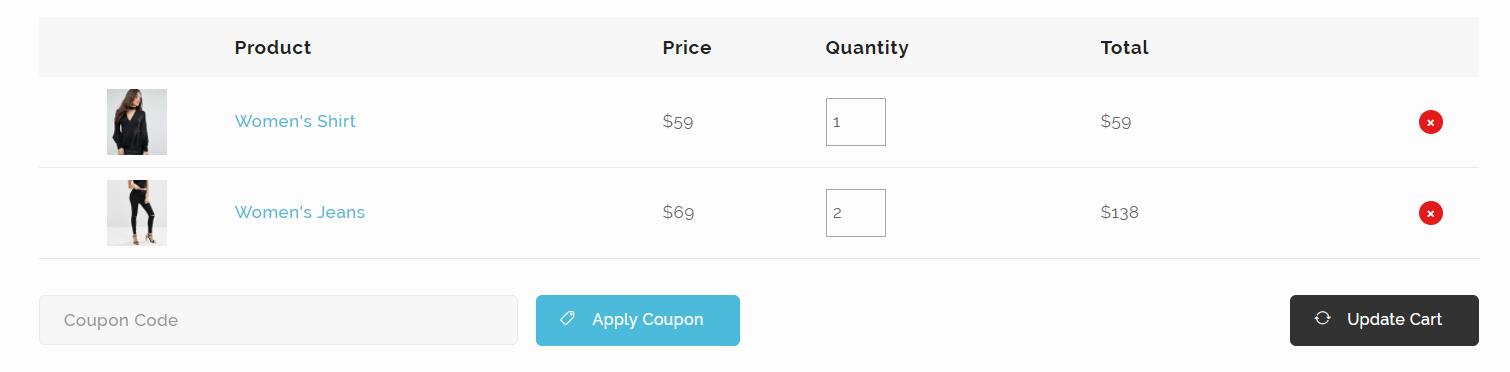 Product Price Quantity Total
Women's Shirt $59 1 $59
Women's Jeans $69 2 $138
Coupon Code Apply Coupon Update Cart